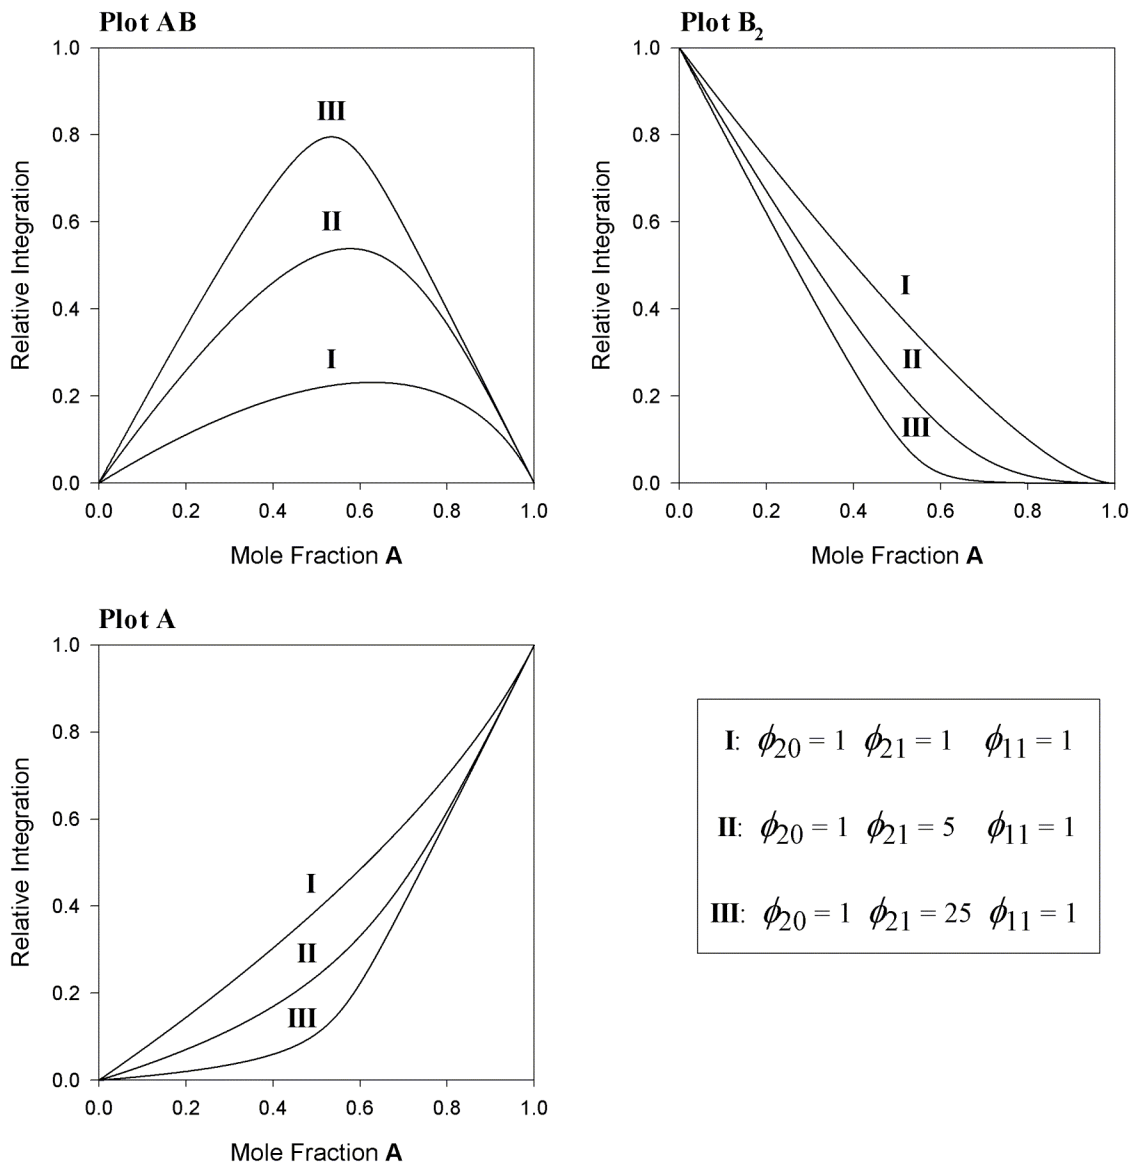 Plot AB
1.0
0.8
0.6
0.4
0.2
0.0
Relative Integration
III
II
I
0.0 0.2 0.4 0.6 0.8 1.0
Mole Fraction A
Plot B2
1.0
0.8
0.6
0.4
0.2
0.0
Relative Integration
I
II
III
0.0 0.2 0.4 0.6 0.8 1.0
Mole Fraction A
Plot A
1.0
0.8
0.6
0.4
0.2
0.0
Relative Integration
I
II
III
0.0 0.2 0.4 0.6 0.8 1.0
Mole Fraction A
I: ϕ20 = 1 ϕ21 = 1 ϕ11 = 1
II: ϕ20 = 1 ϕ21 = 5 ϕ11 = 1
III: ϕ20 = 1 ϕ21 = 25 ϕ11 = 1